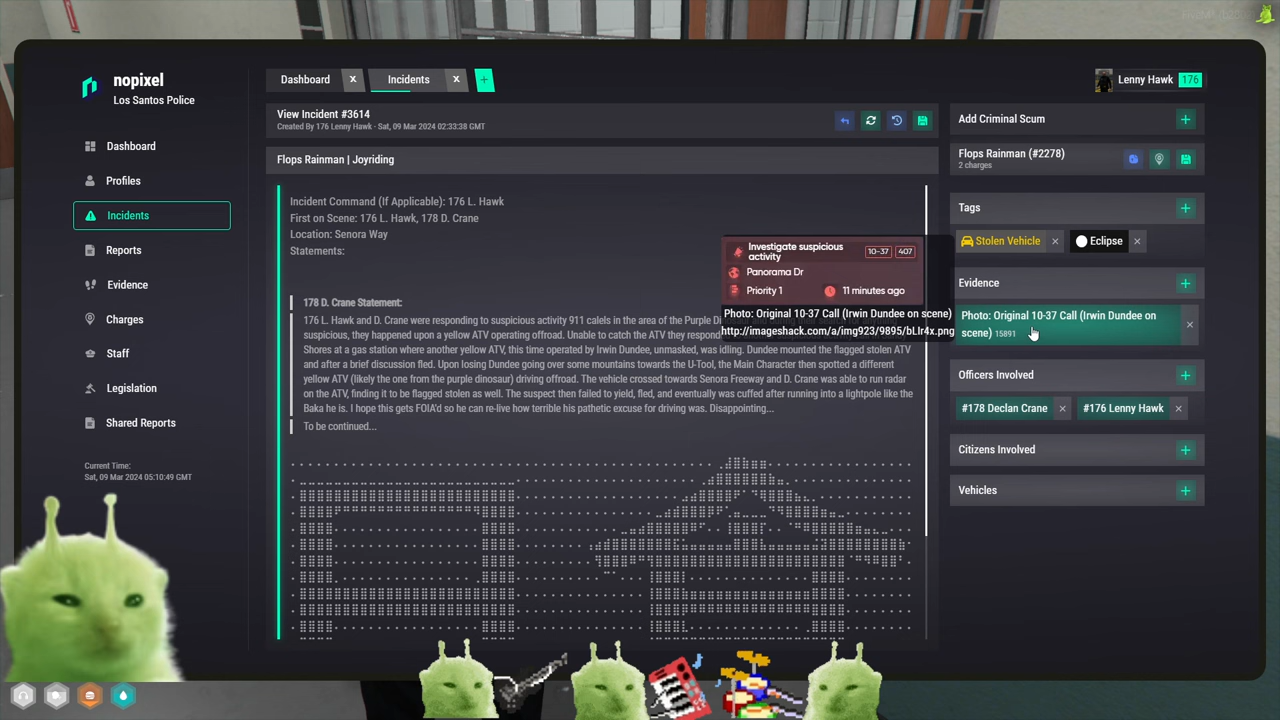 nopixel
Los Santos Police
Dashboard
Profiles
Incidents
Reports
Evidence
Charges
Staff
Legislation
Shared Reports
Current Time:
Sat, 09 Mar 2024 05:10:49 GMT
Dashboard x
Incidents x
+
View Incident #3614
Created By 176 Lenny Hawk · Sat, 09 Mar 2024 02:33:38 GMT
Flops Rainman | Joyriding
Incident Command (If Applicable): 176 L. Hawk
First on Scene: 176 L. Hawk, 178 D. Crane
Location: Senora Way
Statements:
178 D. Crane Statement:
176 L. Hawk and D. Crane were responding to suspicious activity 911 calels in the area of the Purple
suspicious, they happened upon a yellow ATV operating offroad. Unable to catch the ATV they
Shores at a gas station where another yellow ATV, this time operated by Irwin Dundee, unmasked, was idling. Dundee mounted the flagged stolen ATV
and after a brief discussion fled. Upon losing Dundee going over some mountains towards the U-Tool, the Main Character then spotted a different
yellow ATV (likely the one from the purple dinosaur) driving offroad. The vehicle crossed towards Senora Freeway and D. Crane was able to run radar
on the ATV, finding it to be flagged stolen as well. The suspect then failed to yield, fled, and eventually was cuffed after running into a lightpole like the
Baka he is. I hope this gets FOIA'd so he can re-live how terrible his pathetic excuse for driving was. Disappointing...
To be continued...
Investigate suspicious
activity
10-37 407
Panorama Dr
Priority 1
11 minutes ago
Photo: Original 10-37 Call (Irwin Dundee on scene)
http://imageshack.com/a/img923/9895/bLIr4x.png
Lenny Hawk 176
Add Criminal Scum +
Flops Rainman (#2278)
2 charges
Tags +
Stolen Vehicle x
Eclipse x
Evidence +
Photo: Original 10-37 Call (Irwin Dundee on
scene) 15891 x
Officers Involved +
#178 Declan Crane x
#176 Lenny Hawk x
Citizens Involved +
Vehicles +